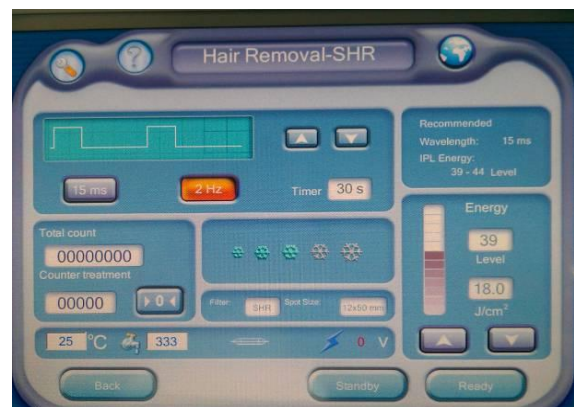 ?
Hair Removal-SHR
15 ms
2 Hz
Timer 30 s
Recommended
Wavelength: 15 ms
IPL Energy:
39 - 44 Level
Total count
00000000
Counter treatment
00000
0
Filter: SHR Spot Size: 12x50 mm
Energy
39
Level
18.0
J/cm²
25 °C 333 0 V
Back
Standby
Ready